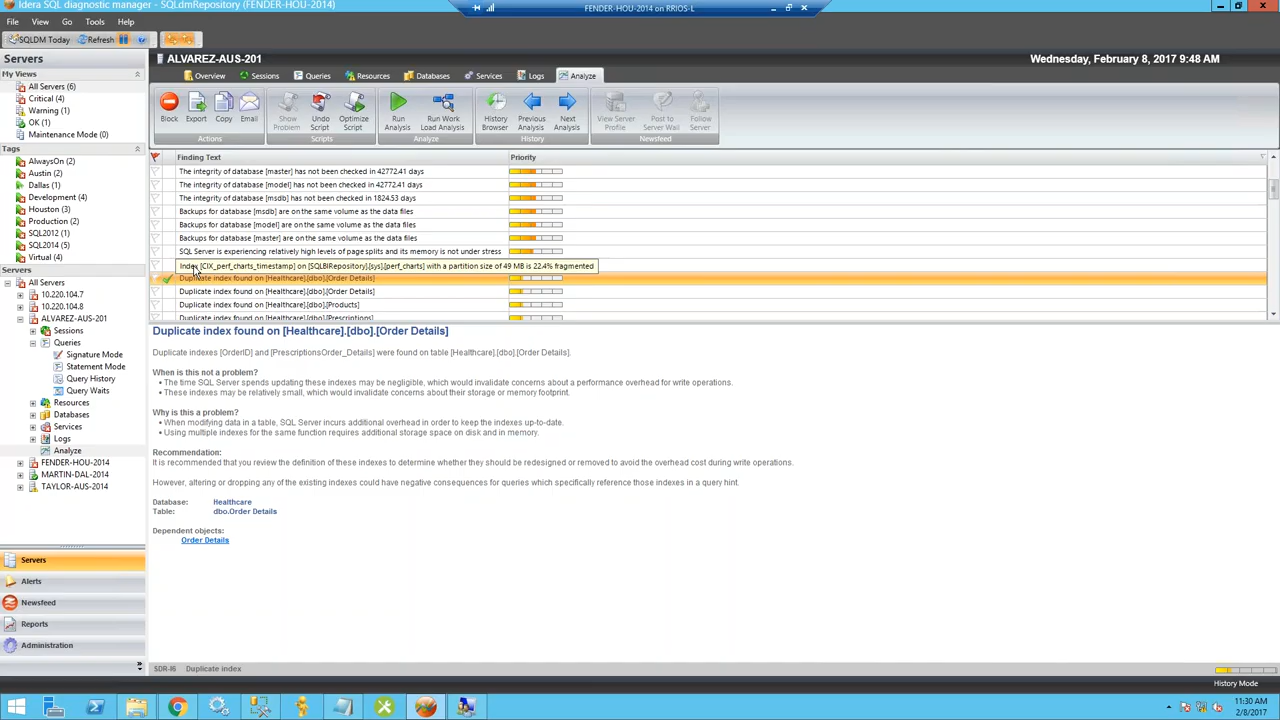 Idera SQL diagnostic manager - SQLdmRepository (FENDER-HOU-2014)
FENDER-HOU-2014 on RRIOS-L
File View Go Tools Help
SQLDM Today Refresh
Servers
My Views
All Servers (6)
Critical (4)
Warning (1)
OK (1)
Maintenance Mode (0)
Tags
AlwaysOn (2)
Austin (2)
Dallas (1)
Development (4)
Houston (3)
Production (2)
SQL2012 (1)
SQL2014 (5)
Virtual (4)
Servers
All Servers
10.220.104.7
10.220.104.8
ALVAREZ-AUS-201
Sessions
Queries
Signature Mode
Statement Mode
Query History
Query Waits
Resources
Databases
Services
Logs
Analyze
FENDER-HOU-2014
MARTIN-DAL-2014
TAYLOR-AUS-2014
Servers
Alerts
Newsfeed
Reports
Administration
ALVAREZ-AUS-201
Wednesday, February 8, 2017 9:48 AM
Overview Sessions Queries Resources Databases Services Logs Analyze
Block Export Copy Email
Actions
Show Problem Undo Script Optimize Script
Scripts
Run Analysis Run Work Load Analysis
Analyze
History Browser Previous Analysis Next Analysis
History
View Server Profile Post to Server Wall Follow Server
Newsfeed
Finding Text Priority
The integrity of database [master] has not been checked in 42772.41 days
The integrity of database [model] has not been checked in 42772.41 days
The integrity of database [msdb] has not been checked in 1824.53 days
Backups for database [msdb] are on the same volume as the data files
Backups for database [model] are on the same volume as the data files
Backups for database [master] are on the same volume as the data files
SQL Server is experiencing relatively high levels of page splits and its memory is not under stress
Index [CIX_perf_charts_timestamp] on [SQLBIRepository].[sys].[perf_charts] with a partition size of 49 MB is 22.4% fragmented
Duplicate index found on [Healthcare].[dbo].[Order Details]
Duplicate index found on [Healthcare].[dbo].[Order Details]
Duplicate index found on [Healthcare].[dbo].[Products]
Duplicate index found on [Healthcare].[dbo].[Prescriptions]
Duplicate index found on [Healthcare].[dbo].[Order Details]
Duplicate indexes [OrderID] and [PrescriptionsOrder_Details] were found on table [Healthcare].[dbo].[Order Details].
When is this not a problem?
• The time SQL Server spends updating these indexes may be negligible, which would invalidate concerns about a performance overhead for write operations.
• These indexes may be relatively small, which would invalidate concerns about their storage or memory footprint.
Why is this a problem?
• When modifying data in a table, SQL Server incurs additional overhead in order to keep the indexes up-to-date.
• Using multiple indexes for the same function requires additional storage space on disk and in memory.
Recommendation:
It is recommended that you review the definition of these indexes to determine whether they should be redesigned or removed to avoid the overhead cost during write operations.
However, altering or dropping any of the existing indexes could have negative consequences for queries which specifically reference those indexes in a query hint.
Database: Healthcare
Table: dbo.Order Details
Dependent objects:
Order Details
SDR-I6 Duplicate index
History Mode
11:30 AM
2/8/2017